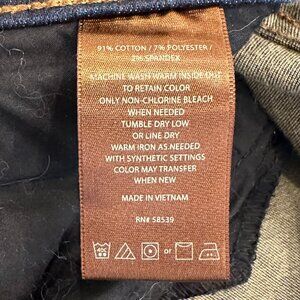 91% COTTON / 7% POLYESTER
/ 2% SPANDEX
MACHINE WASH WARM INSIDE OUT
TO RETAIN COLOR
ONLY NON-CHLORINE BLEACH
WHEN NEEDED
TUMBLE DRY LOW
OR LINE DRY
WARM IRON AS NEEDED
WITH SYNTHETIC SETTINGS
COLOR MAY TRANSFER
WHEN NEW
MADE IN VIETNAM
RN# 58539
40C